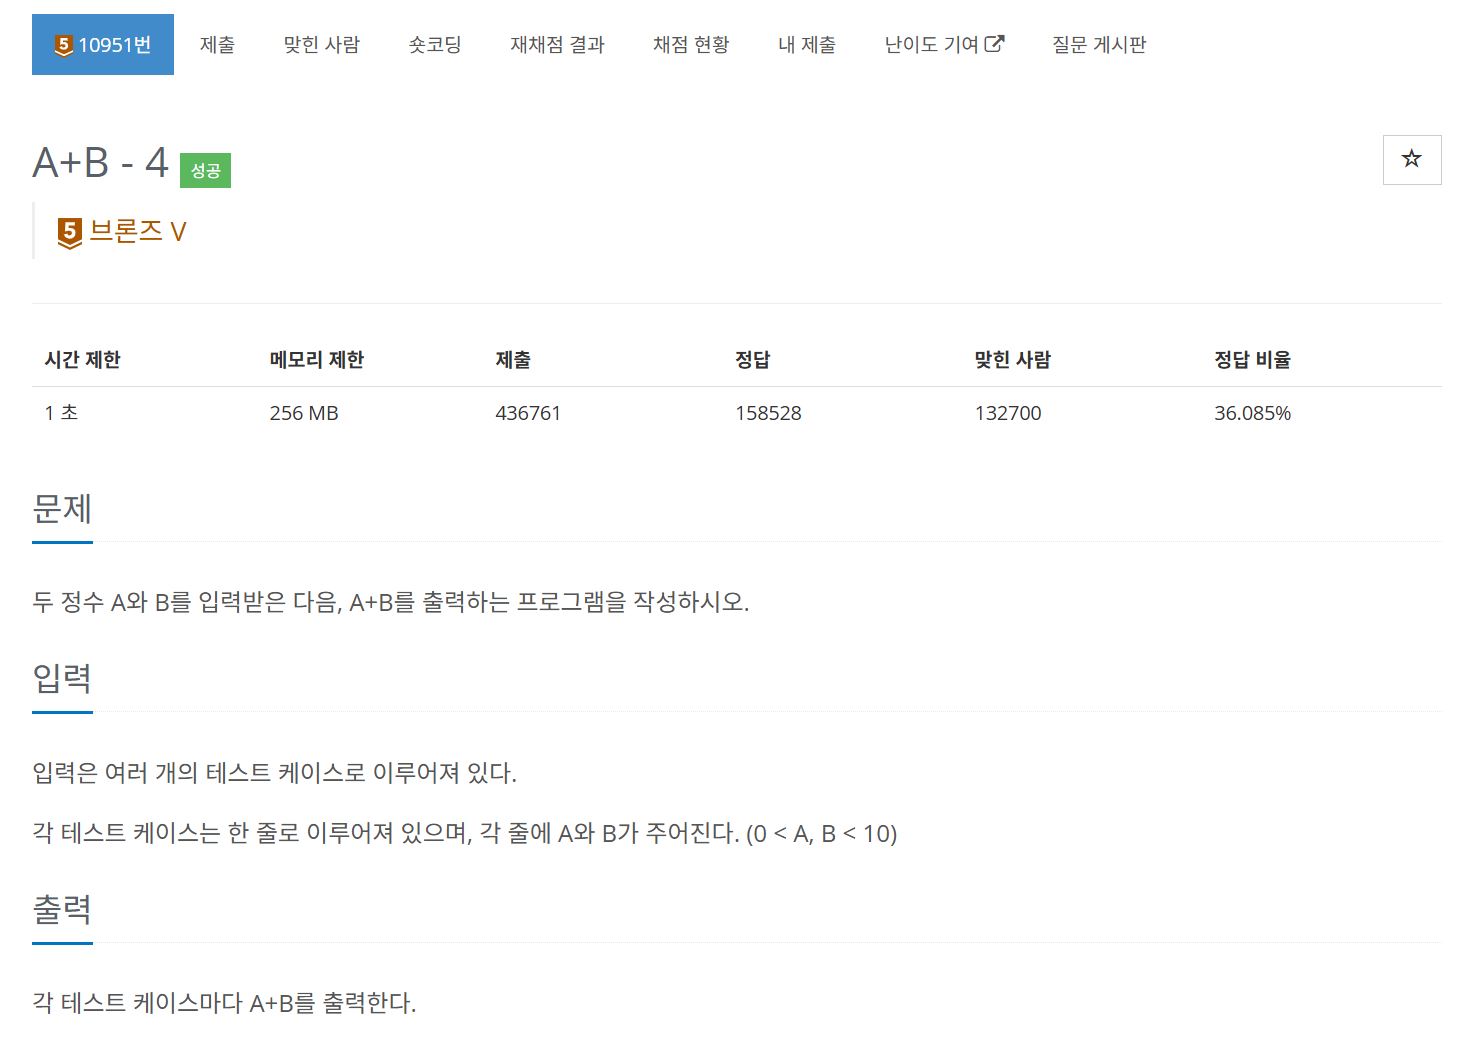 5 10951번 제출 맞힌 사람 숏코딩 재채점 결과 채점 현황 내 제출 난이도 기여 질문 게시판
A+B - 4 성공
5 브론즈 V
시간 제한 메모리 제한 제출 정답 맞힌 사람 정답 비율
1 초 256 MB 436761 158528 132700 36.085%
문제
두 정수 A와 B를 입력받은 다음, A+B를 출력하는 프로그램을 작성하시오.
입력
입력은 여러 개의 테스트 케이스로 이루어져 있다.
각 테스트 케이스는 한 줄로 이루어져 있으며, 각 줄에 A와 B가 주어진다. (0 < A, B < 10)
출력
각 테스트 케이스마다 A+B를 출력한다.